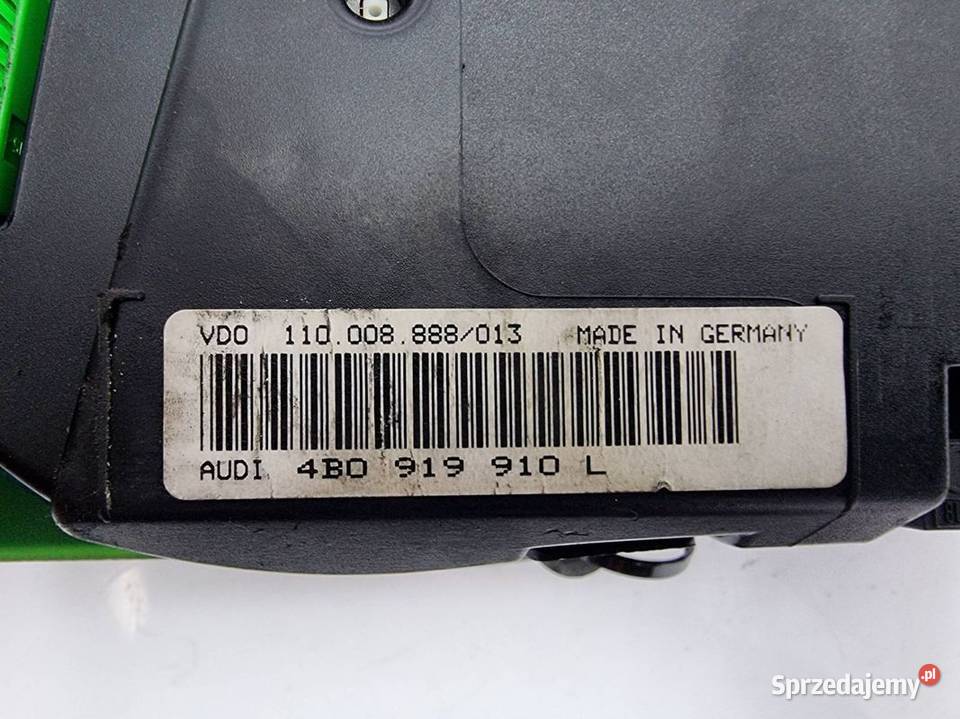 VDO 110.008.888/013 MADE IN GERMANY
AUDI 4B0 919 910 L
Sprzedajemy.pl